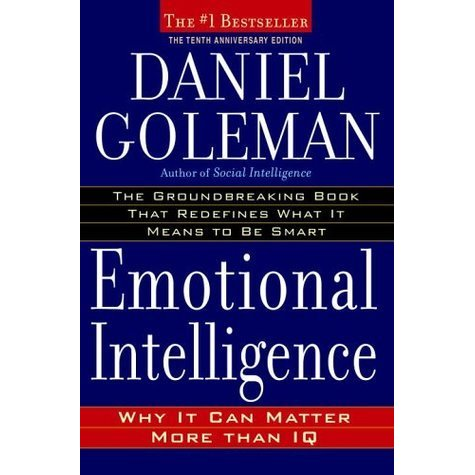 THE #1 BESTSELLER
THE TENTH ANNIVERSARY EDITION
DANIEL
GOLEMAN
Author of Social Intelligence
THE GROUNDBREAKING BOOK
THAT REDEFINES WHAT IT
MEANS TO BE SMART
Emotional
Intelligence
WHY IT CAN MATTER
MORE THAN IQ